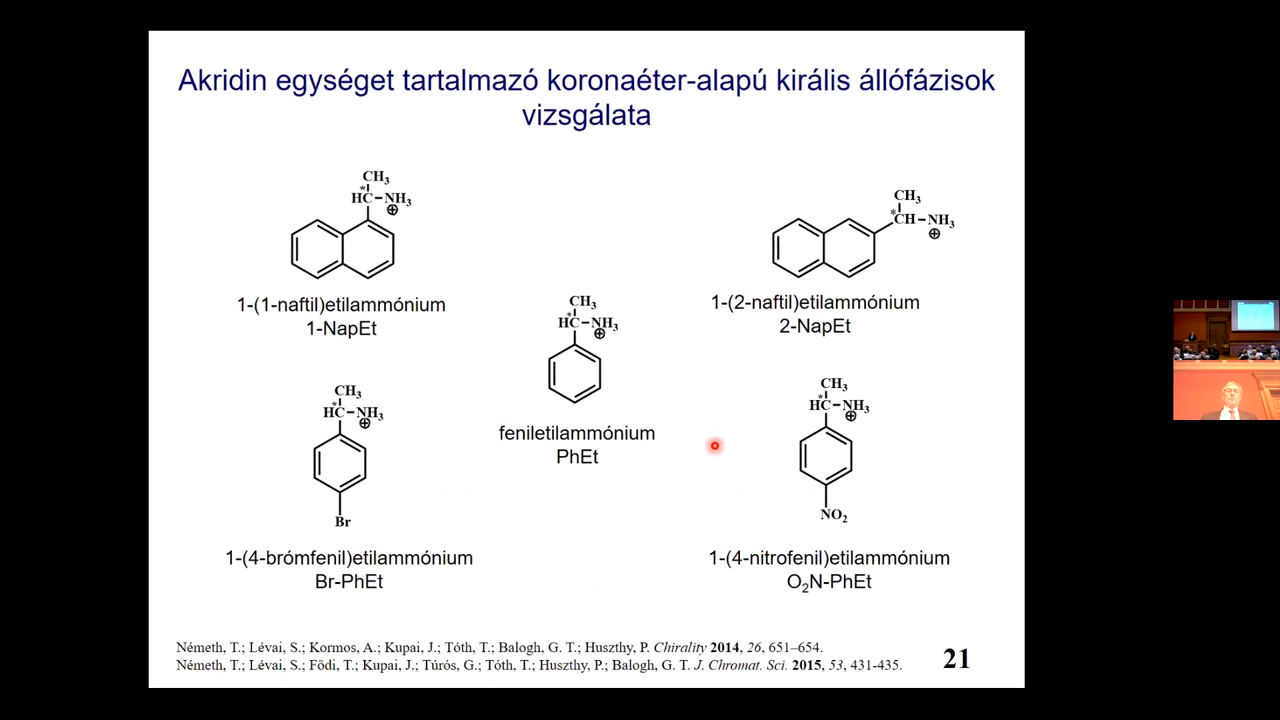 Akridin egységet tartalmazó koronaéter-alapú királis állófázisok
vizsgálata
CH3
*
HC–NH3
⊕
1-(1-naftil)etilammónium
1-NapEt
CH3
*
CH–NH3
⊕
1-(2-naftil)etilammónium
2-NapEt
CH3
*
HC–NH3
⊕
feniletilammónium
PhEt
CH3
*
HC–NH3
⊕
Br
1-(4-brómfenil)etilammónium
Br-PhEt
CH3
*
HC–NH3
⊕
NO2
1-(4-nitrofenil)etilammónium
O2N-PhEt
Németh, T.; Lévai, S.; Kormos, A.; Kupai, J.; Tóth, T.; Balogh, G. T.; Huszthy, P. Chirality 2014, 26, 651–654.
Németh, T.; Lévai, S.; Fődi, T.; Kupai, J.; Túrós, G.; Tóth, T.; Huszthy, P.; Balogh, G. T. J. Chromat. Sci. 2015, 53, 431-435.
21